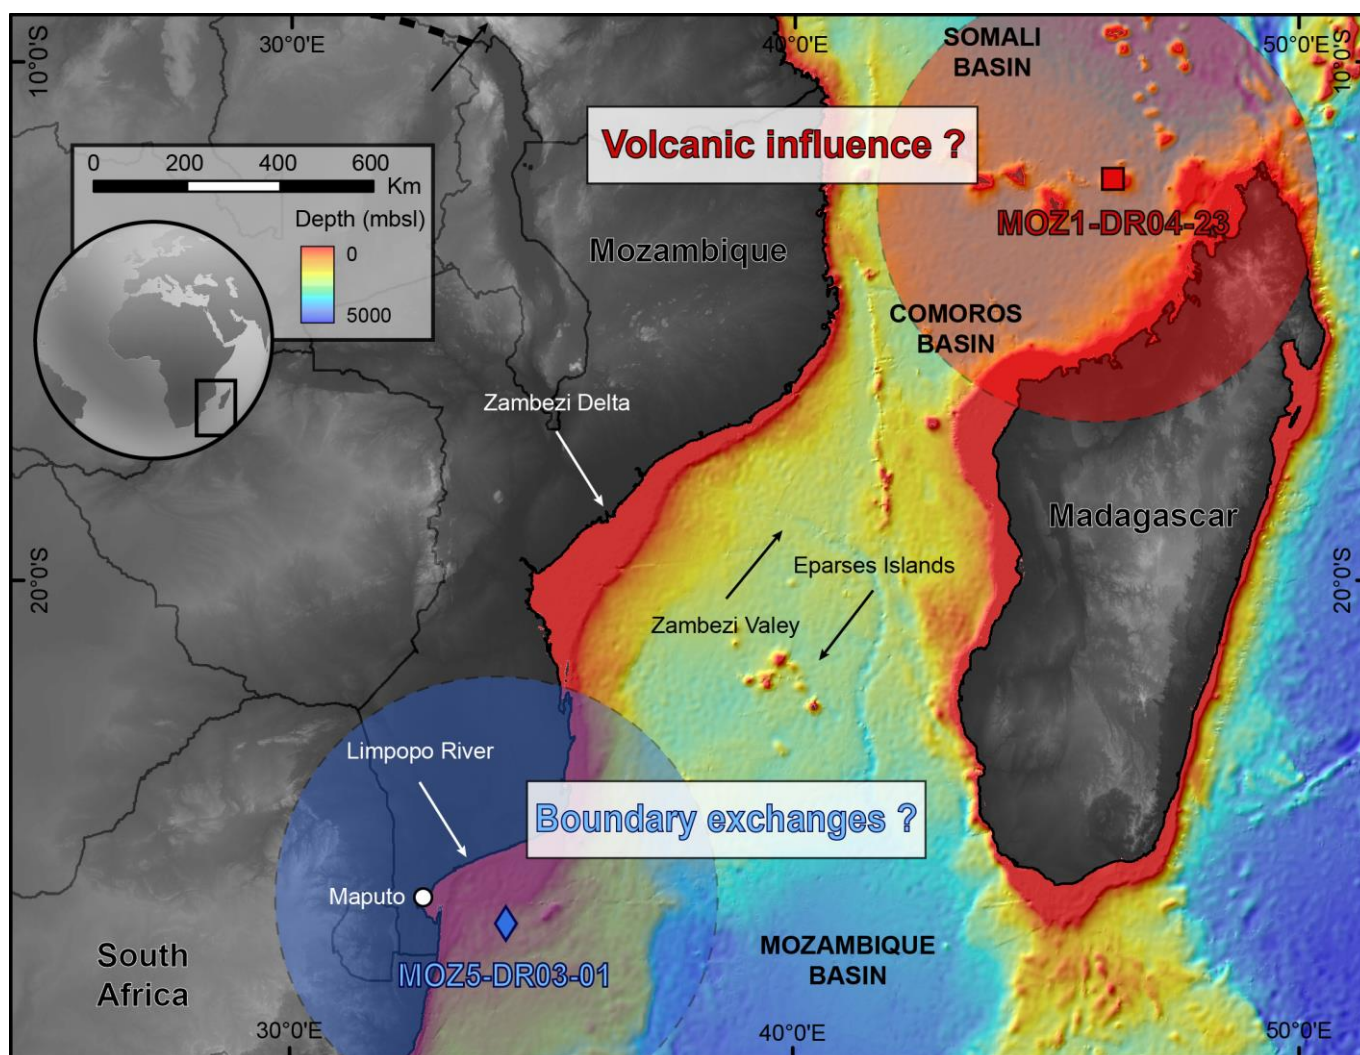 30°0'E
40°0'E
50°0'E
10°0'S
10°0'S
SOMALI
BASIN
Volcanic influence ?
0 200 400 600
Km
Depth (mbsl)
0
5000
MOZ1-DR04-23
Mozambique
COMOROS
BASIN
Zambezi Delta
Madagascar
20°0'S
20°0'S
Eparses Islands
Zambezi Valey
Limpopo River
Boundary exchanges ?
Maputo
MOZ5-DR03-01
South
Africa
MOZAMBIQUE
BASIN
30°0'E
40°0'E
50°0'E